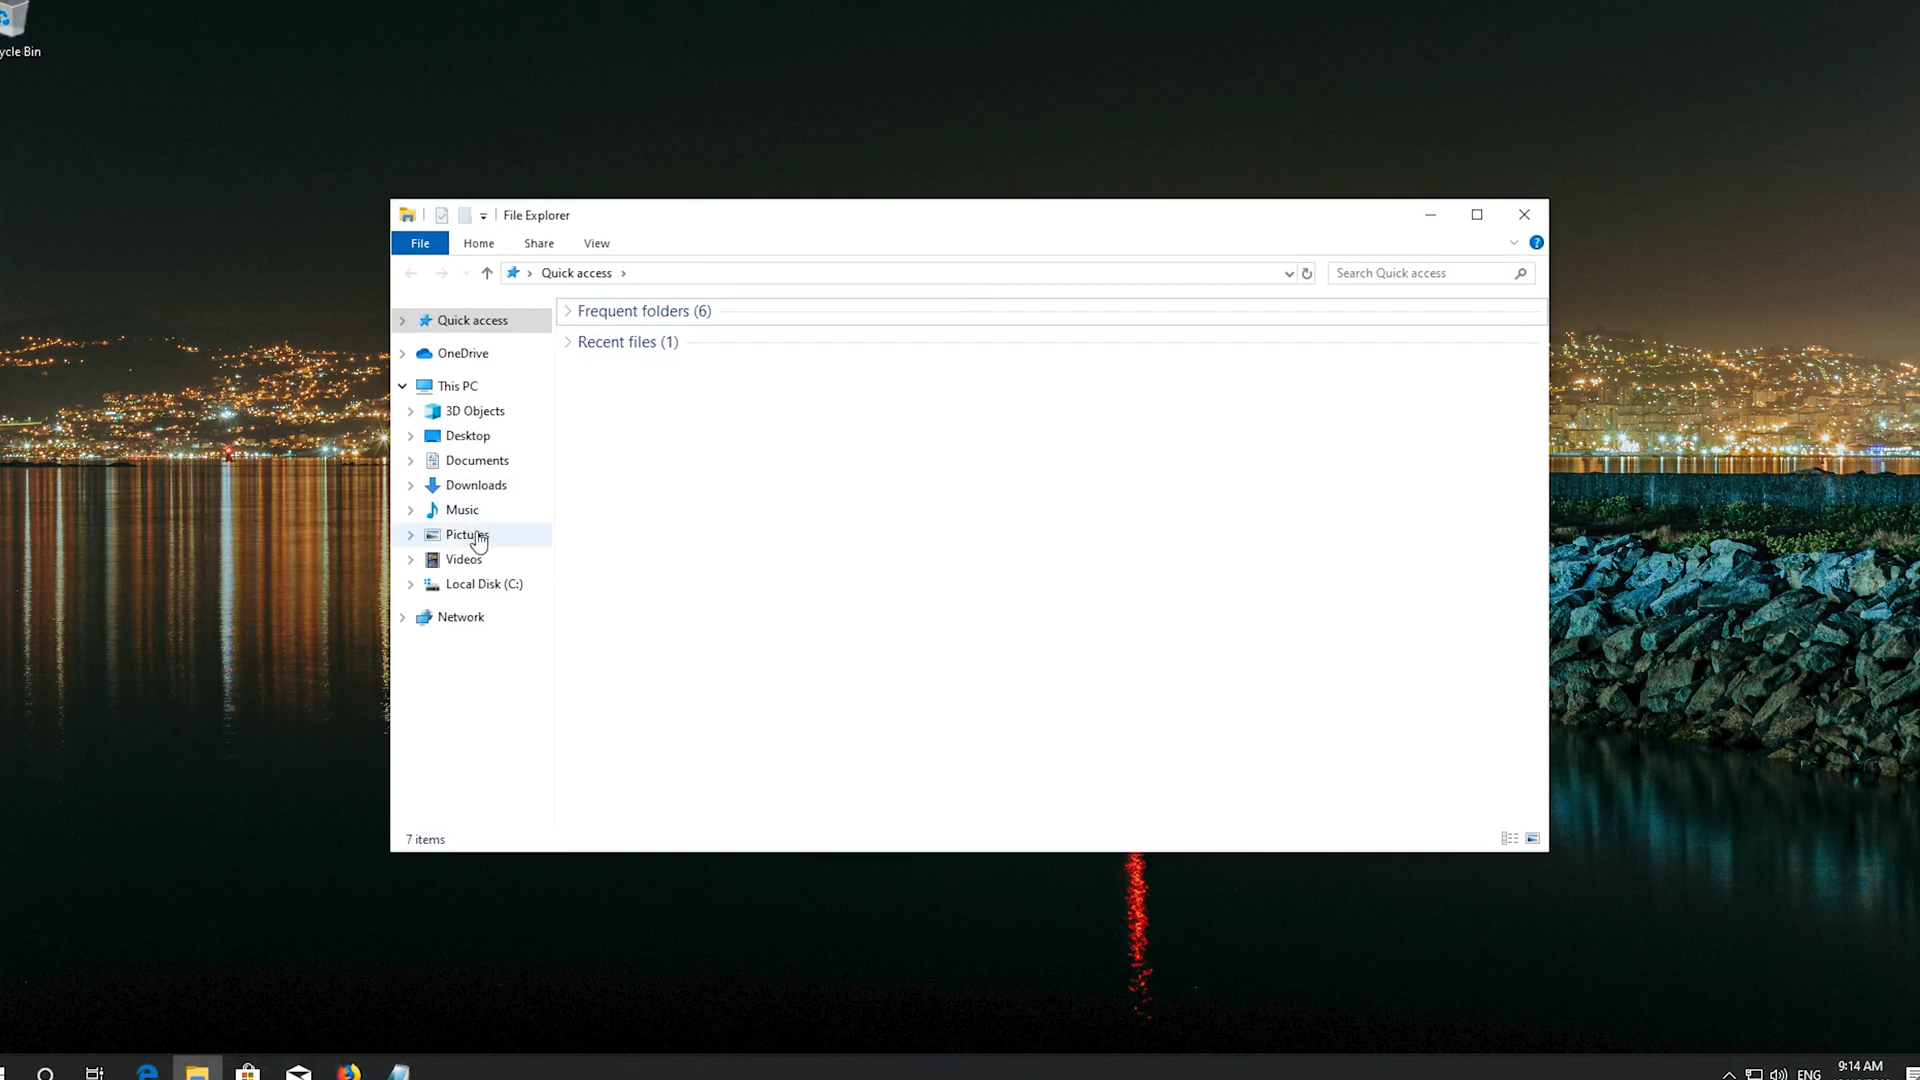 ycle Bin
File Explorer
File Home Share View
Quick access
Search Quick access
Quick access
OneDrive
This PC
3D Objects
Desktop
Documents
Downloads
Music
Pictures
Videos
Local Disk (C:)
Network
Frequent folders (6)
Recent files (1)
7 items
ENG
9:14 AM